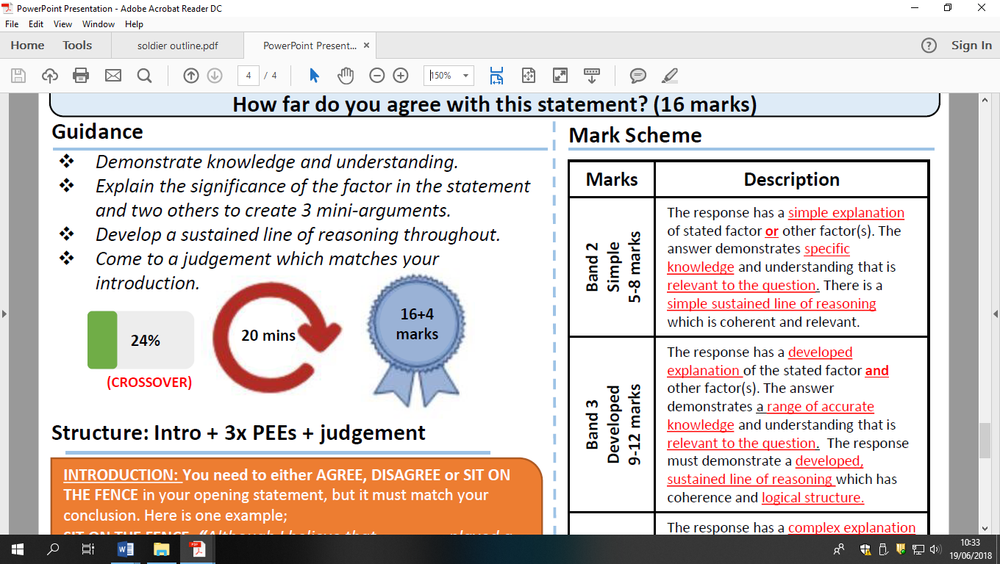 PowerPoint Presentation - Adobe Acrobat Reader DC
File Edit View Window Help
Home Tools soldier outline.pdf PowerPoint Present... × ? Sign In
4 / 4 150%
How far do you agree with this statement? (16 marks)
Guidance
❖ Demonstrate knowledge and understanding.
❖ Explain the significance of the factor in the statement
and two others to create 3 mini-arguments.
❖ Develop a sustained line of reasoning throughout.
❖ Come to a judgement which matches your
introduction.
24%
(CROSSOVER)
20 mins
16+4
marks
Structure: Intro + 3x PEEs + judgement
INTRODUCTION: You need to either AGREE, DISAGREE or SIT ON
THE FENCE in your opening statement, but it must match your
conclusion. Here is one example;
SIT ON THE FENCE "Although I believe that played a
Mark Scheme
Marks Description
Band 2
Simple
5-8 marks
The response has a simple explanation
of stated factor or other factor(s). The
answer demonstrates specific
knowledge and understanding that is
relevant to the question. There is a
simple sustained line of reasoning
which is coherent and relevant.
Band 3
Developed
9-12 marks
The response has a developed
explanation of the stated factor and
other factor(s). The answer
demonstrates a range of accurate
knowledge and understanding that is
relevant to the question. The response
must demonstrate a developed,
sustained line of reasoning which has
coherence and logical structure.
The response has a complex explanation
10:33
19/06/2018